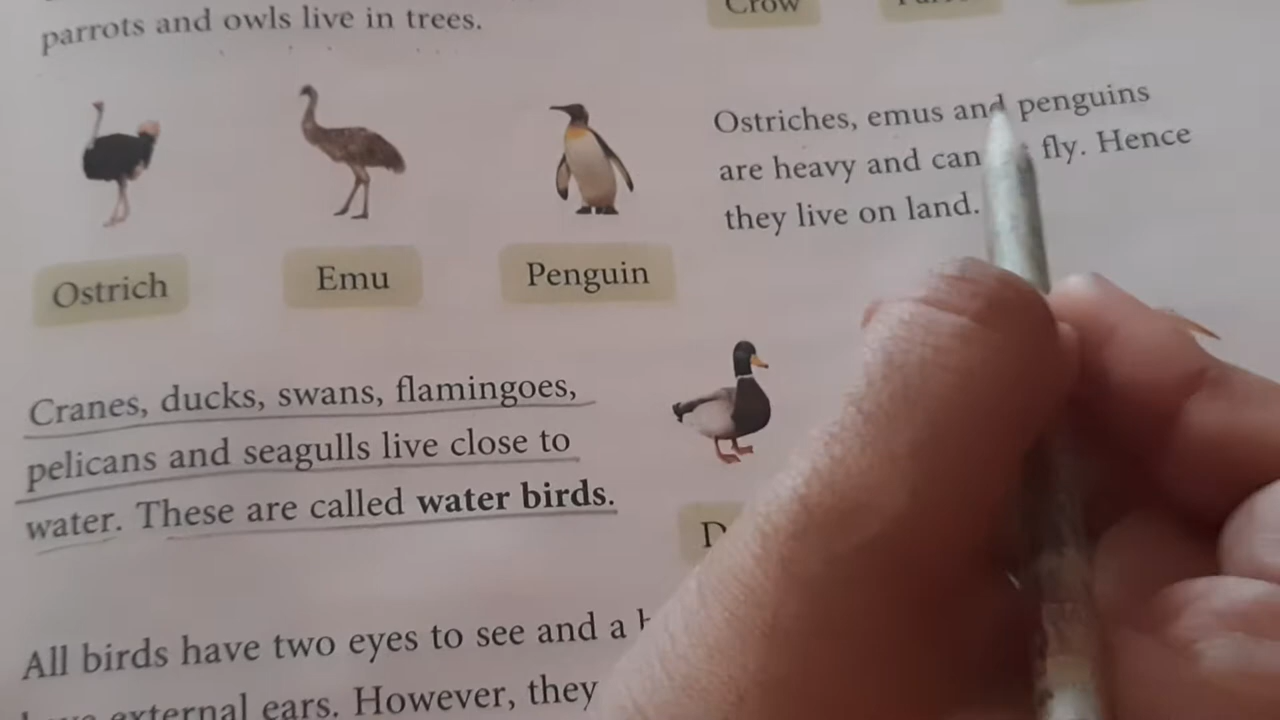 parrots and owls live in trees.
Crow
Ostriches, emus and penguins
are heavy and can fly. Hence
they live on land.
Ostrich
Emu
Penguin
Cranes, ducks, swans, flamingoes,
pelicans and seagulls live close to
water. These are called water birds.
All birds have two eyes to see and a
external ears. However, they